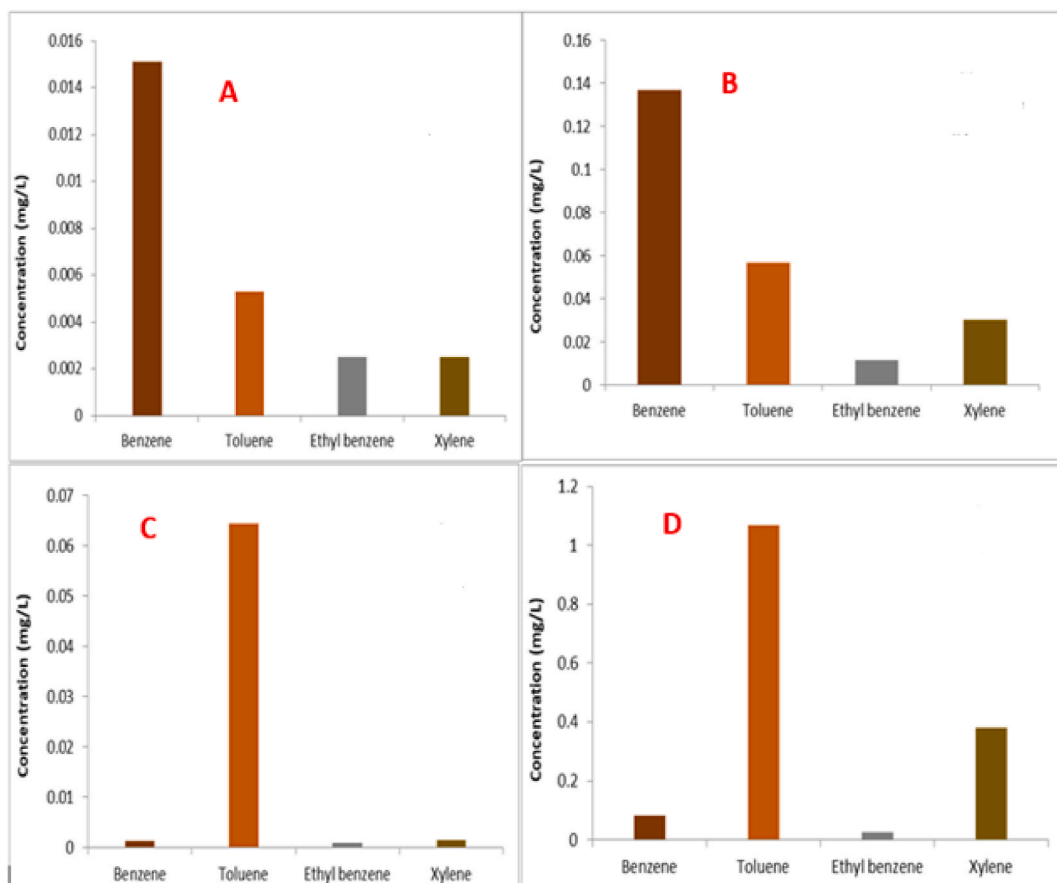 A
Concentration (mg/L)
0.016
0.014
0.012
0.01
0.008
0.006
0.004
0.002
0
Benzene Toluene Ethyl benzene Xylene
B
Concentration (mg/L)
0.16
0.14
0.12
0.1
0.08
0.06
0.04
0.02
0
Benzene Toluene Ethyl benzene Xylene
C
Concentration (mg/L)
0.07
0.06
0.05
0.04
0.03
0.02
0.01
0
Benzene Toluene Ethyl benzene Xylene
D
Concentration (mg/L)
1.2
1
0.8
0.6
0.4
0.2
0
Benzene Toluene Ethyl benzene Xylene